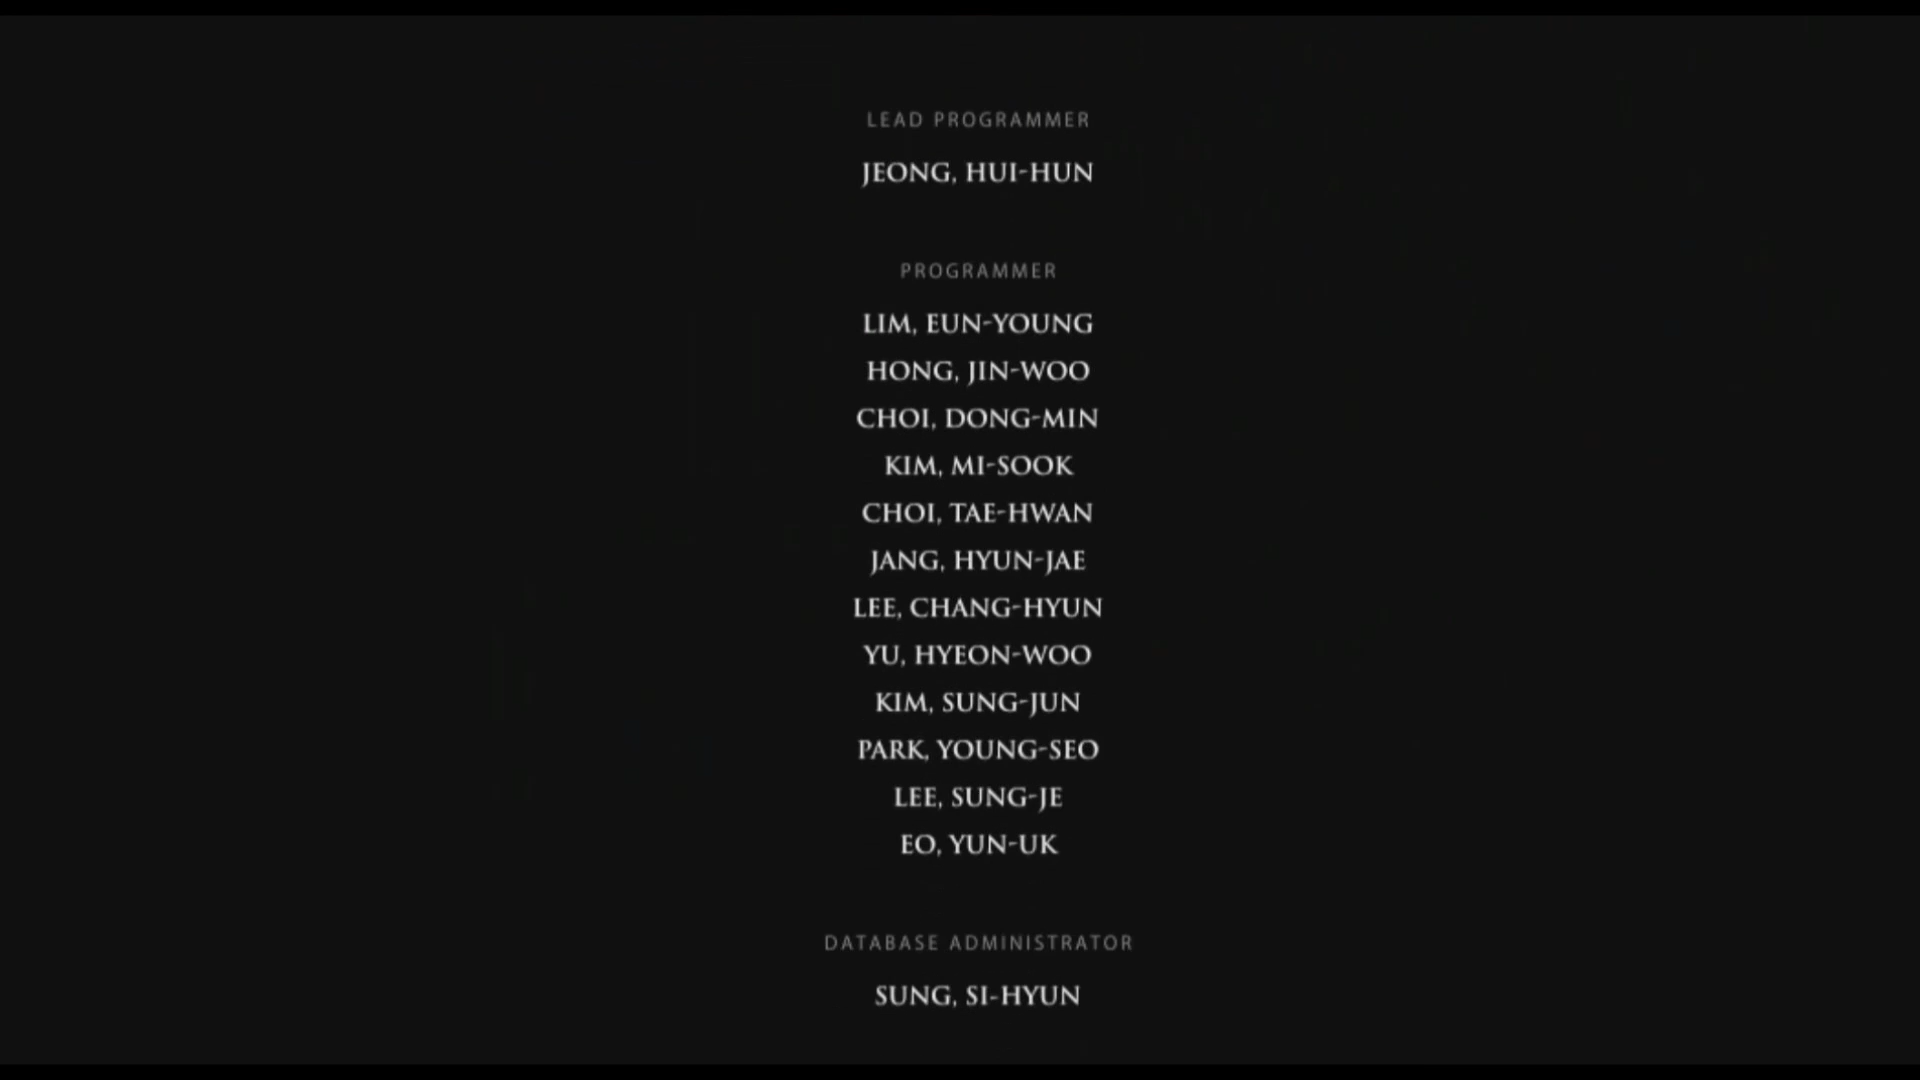 LEAD PROGRAMMER
JEONG, HUI-HUN
PROGRAMMER
LIM, EUN-YOUNG
HONG, JIN-WOO
CHOI, DONG-MIN
KIM, MI-SOOK
CHOI, TAE-HWAN
JANG, HYUN-JAE
LEE, CHANG-HYUN
YU, HYEON-WOO
KIM, SUNG-JUN
PARK, YOUNG-SEO
LEE, SUNG-JE
EO, YUN-UK
DATABASE ADMINISTRATOR
SUNG, SI-HYUN